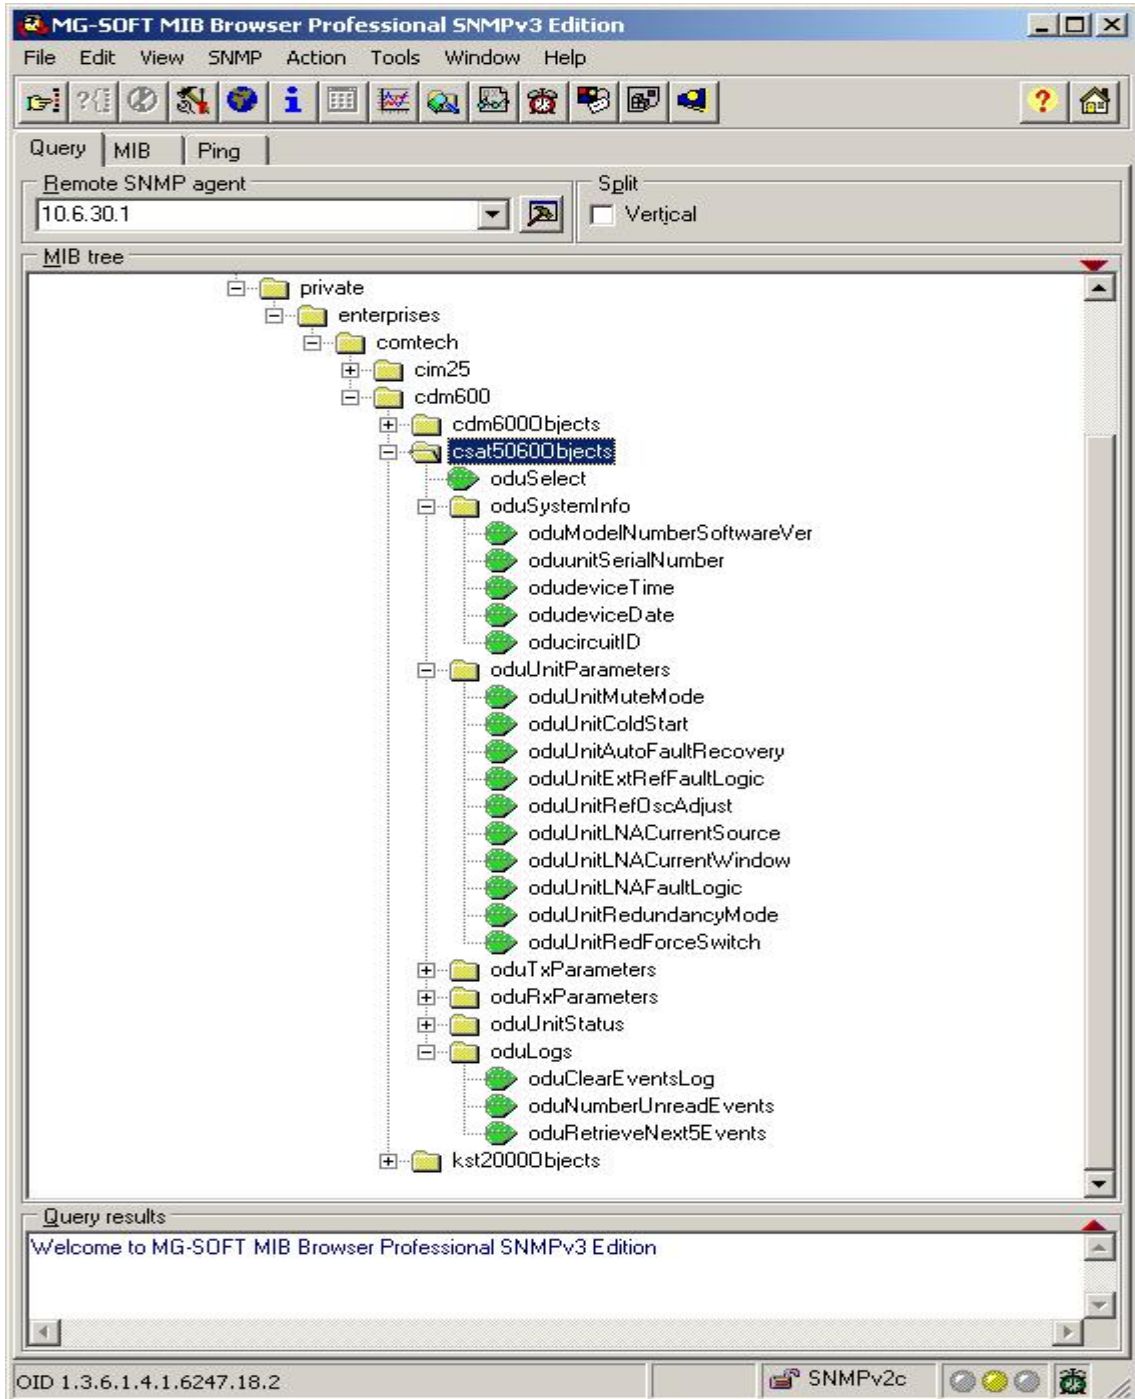 MG-SOFT MIB Browser Professional SNMPv3 Edition
File Edit View SNMP Action Tools Window Help
Query MIB Ping
Remote SNMP agent
Split
10.6.30.1
Vertical
MIB tree
private
enterprises
comtech
cim25
cdm600
cdm600Objects
csat5060Objects
oduSelect
oduSystemInfo
oduModelNumberSoftwareVer
oduunitSerialNumber
odudeviceTime
odudeviceDate
oducircuitID
oduUnitParameters
oduUnitMuteMode
oduUnitColdStart
oduUnitAutoFaultRecovery
oduUnitExtRefFaultLogic
oduUnitRefOscAdjust
oduUnitLNACurrentSource
oduUnitLNACurrentWindow
oduUnitLNAFaultLogic
oduUnitRedundancyMode
oduUnitRedForceSwitch
oduTxParameters
oduRxParameters
oduUnitStatus
oduLogs
oduClearEventsLog
oduNumberUnreadEvents
oduRetrieveNext5Events
kst2000Objects
Query results
Welcome to MG-SOFT MIB Browser Professional SNMPv3 Edition
OID 1.3.6.1.4.1.6247.18.2
SNMPv2c